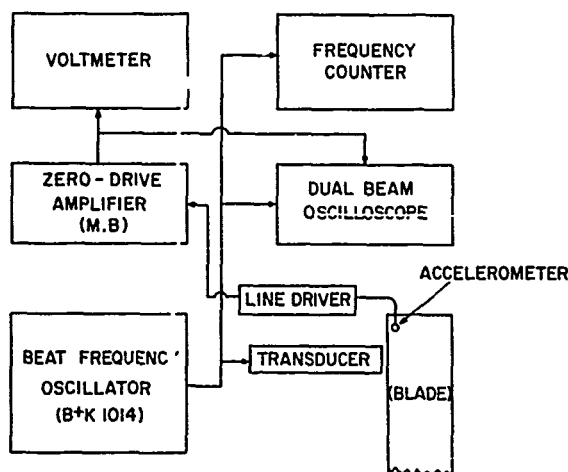 VOLTMETER
FREQUENCY
COUNTER
ZERO-DRIVE
AMPLIFIER
(M.B)
DUAL BEAM
OSCILLOSCOPE
ACCELEROMETER
LINE DRIVER
BEAT FREQUENC'
OSCILLATOR
(B+K 1014)
TRANSDUCER
(BLADE)